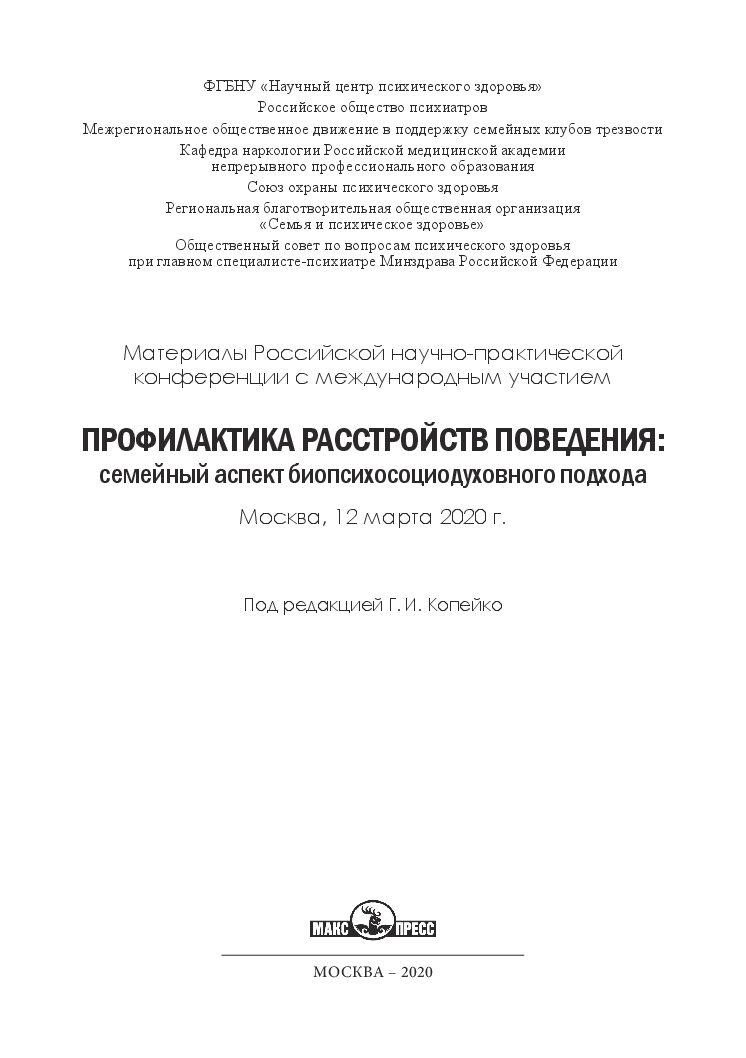 ФГБНУ «Научный центр психического здоровья»
Российское общество психиатров
Межрегиональное общественное движение в поддержку семейных клубов трезвости
Кафедра наркологии Российской медицинской академии
непрерывного профессионального образования
Союз охраны психического здоровья
Региональная благотворительная общественная организация
«Семья и психическое здоровье»
Общественный совет по вопросам психического здоровья
при главном специалисте-психиатре Минздрава Российской Федерации
Материалы Российской научно-практической
конференции с международным участием
ПРОФИЛАКТИКА РАССТРОЙСТВ ПОВЕДЕНИЯ:
семейный аспект биопсихосоциодуховного подхода
Москва, 12 марта 2020 г.
Под редакцией Г. И. Копейко
МАКС ПРЕСС
МОСКВА – 2020